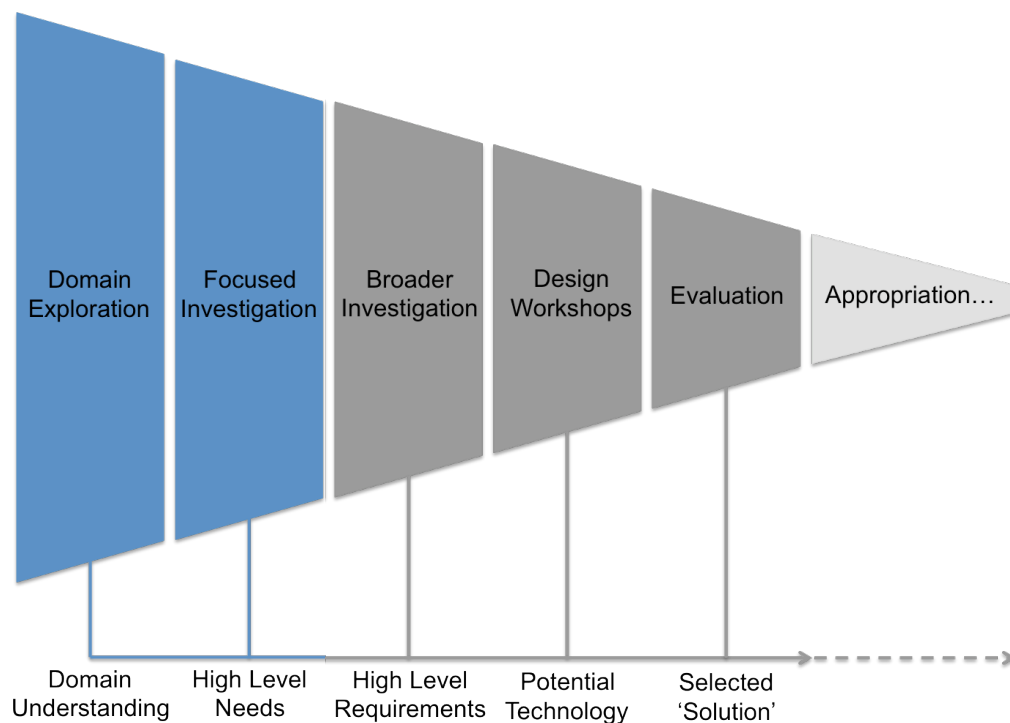 Domain
Exploration
Focused
Investigation
Broader
Investigation
Design
Workshops
Evaluation
Appropriation…
Domain
Understanding
High Level
Needs
High Level
Requirements
Potential
Technology
Selected
‘Solution’